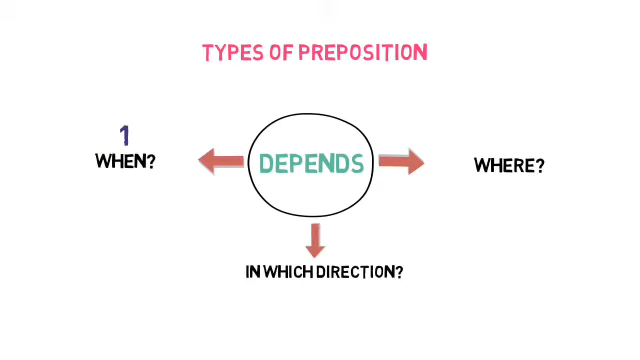 TYPES OF PREPOSITION
1
WHEN?
DEPENDS
WHERE?
IN WHICH DIRECTION?